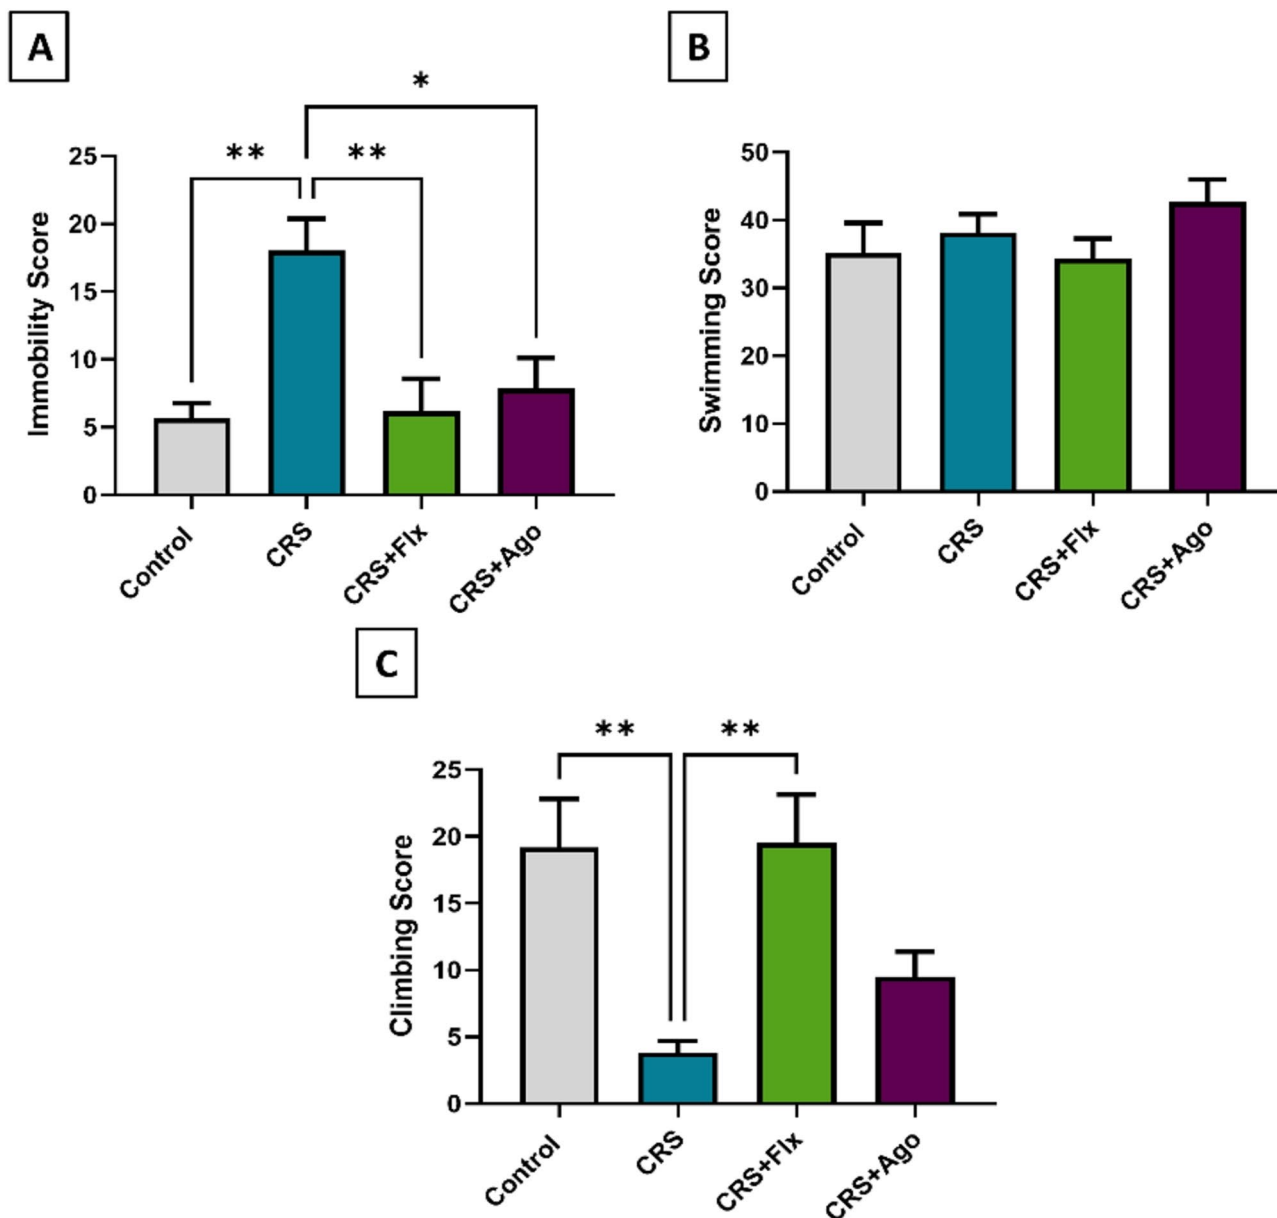 A
B
*
** **
25
20
15
10
5
0
Immobility Score
Control
CRS
CRS+Flx
CRS+Ago
50
40
30
20
10
0
Swimming Score
Control
CRS
CRS+Flx
CRS+Ago
C
** **
25
20
15
10
5
0
Climbing Score
Control
CRS
CRS+Flx
CRS+Ago